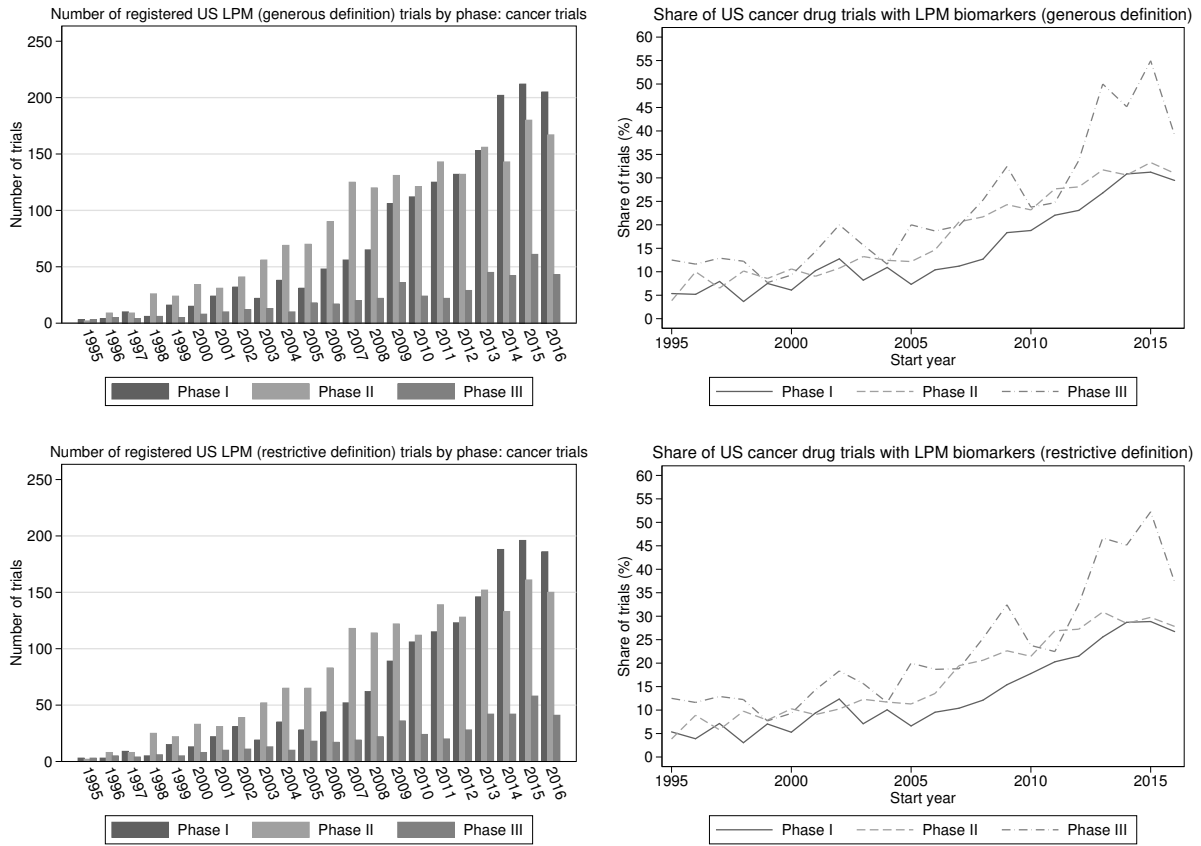 Number of registered US LPM (generous definition) trials by phase: cancer trials
250
200
150
100
50
0
Number of trials
1995 1996 1997 1998 1999 2000 2001 2002 2003 2004 2005 2006 2007 2008 2009 2010 2011 2012 2013 2014 2015 2016
Phase I Phase II Phase III
Share of US cancer drug trials with LPM biomarkers (generous definition)
60
55
50
45
40
35
30
25
20
15
10
5
0
Share of trials (%)
1995 2000 2005 2010 2015
Start year
Phase I Phase II Phase III
Number of registered US LPM (restrictive definition) trials by phase: cancer trials
250
200
150
100
50
0
Number of trials
1995 1996 1997 1998 1999 2000 2001 2002 2003 2004 2005 2006 2007 2008 2009 2010 2011 2012 2013 2014 2015 2016
Phase I Phase II Phase III
Share of US cancer drug trials with LPM biomarkers (restrictive definition)
60
55
50
45
40
35
30
25
20
15
10
5
0
Share of trials (%)
1995 2000 2005 2010 2015
Start year
Phase I Phase II Phase III